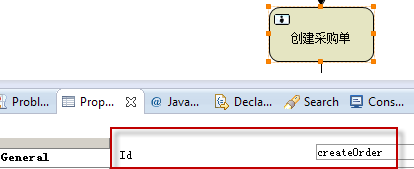 创建采购单
Probl... Prop... @ Java... Decla... Search Cons...
Id createOrder
General